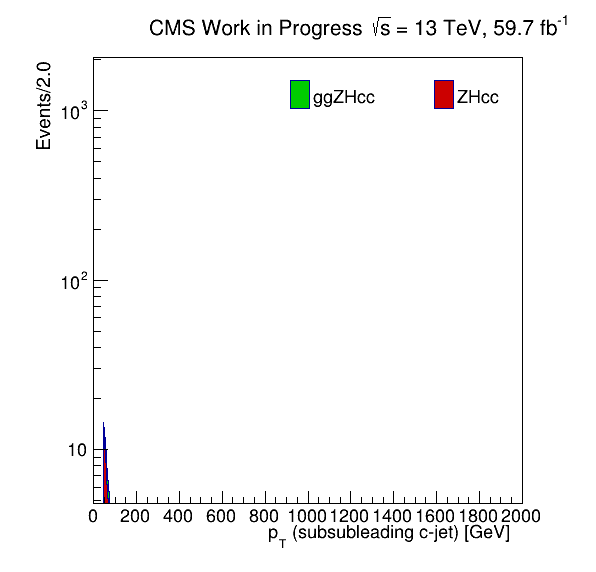 CMS Work in Progress √s = 13 TeV, 59.7 fb⁻¹
Events/2.0
ggZHcc ZHcc
10³
10²
10
0 200 400 600 800 1000 1200 1400 1600 1800 2000
p_T (subsubleading c-jet) [GeV]